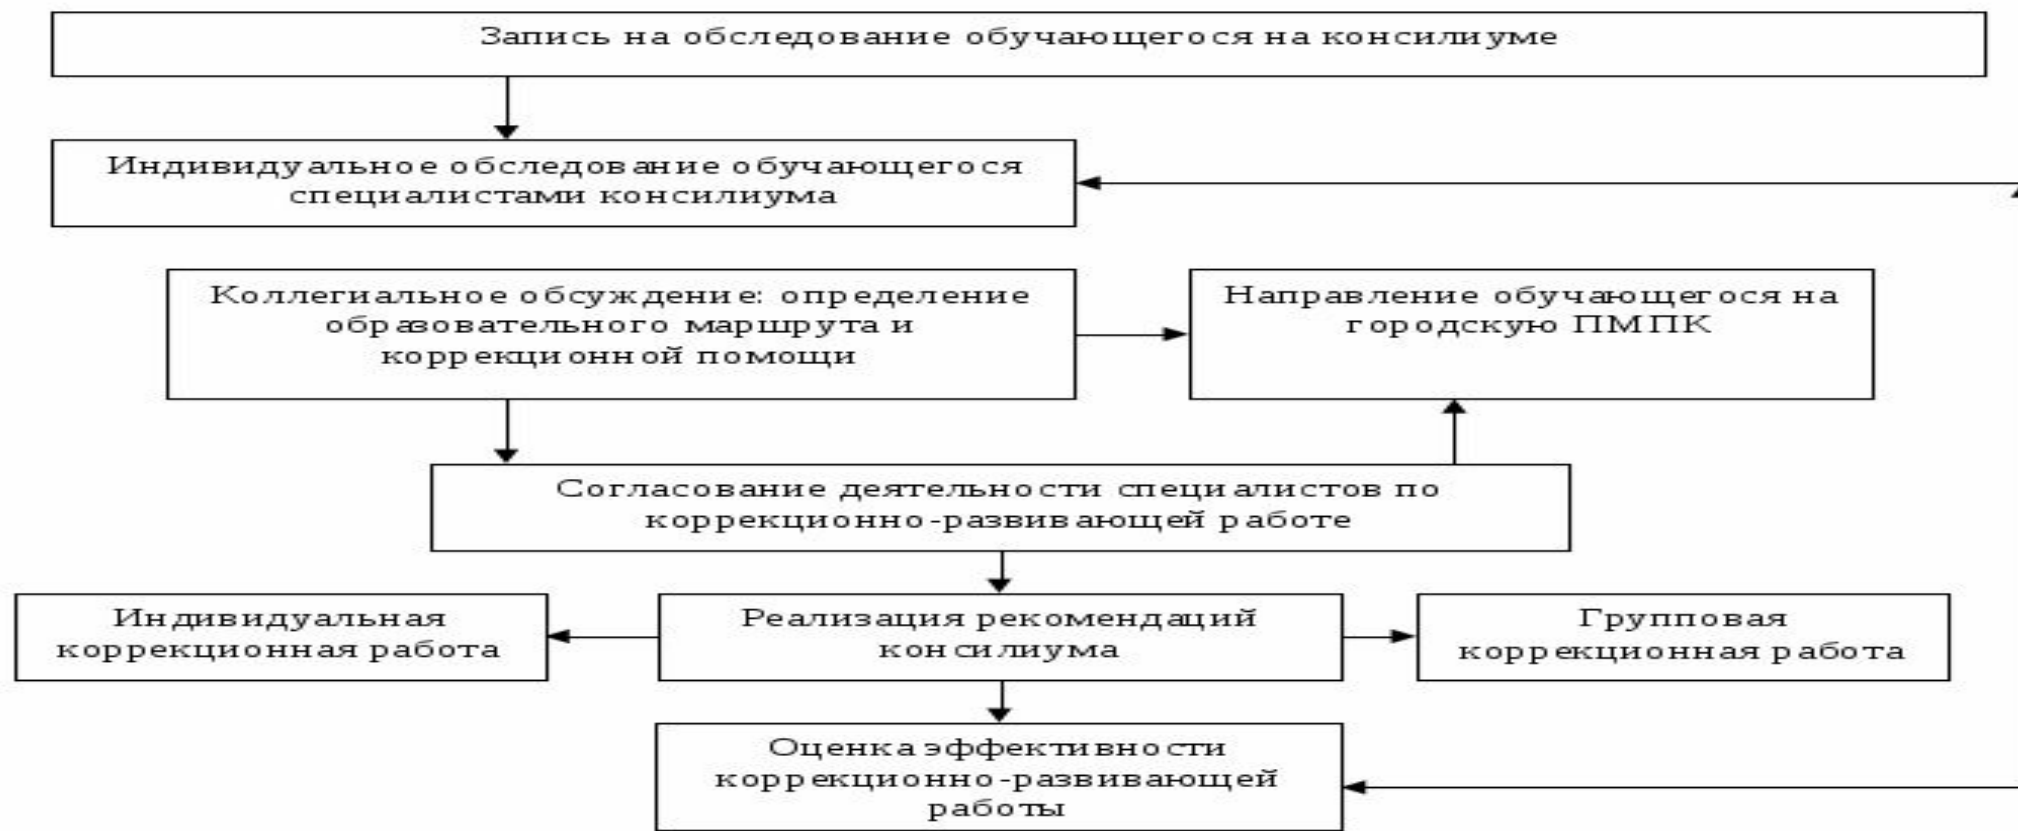 Запись на обследование обучающегося на консилиуме
Индивидуальное обследование обучающегося
специалистами консилиума
Коллегиальное обсуждение: определение
образовательного маршрута и
коррекционной помощи
Направление обучающегося на
городскую ПМПК
Согласование деятельности специалистов по
коррекционно-развивающей работе
Индивидуальная
коррекционная работа
Реализация рекомендаций
консилиума
Групповая
коррекционная работа
Оценка эффективности
коррекционно-развивающей
работы